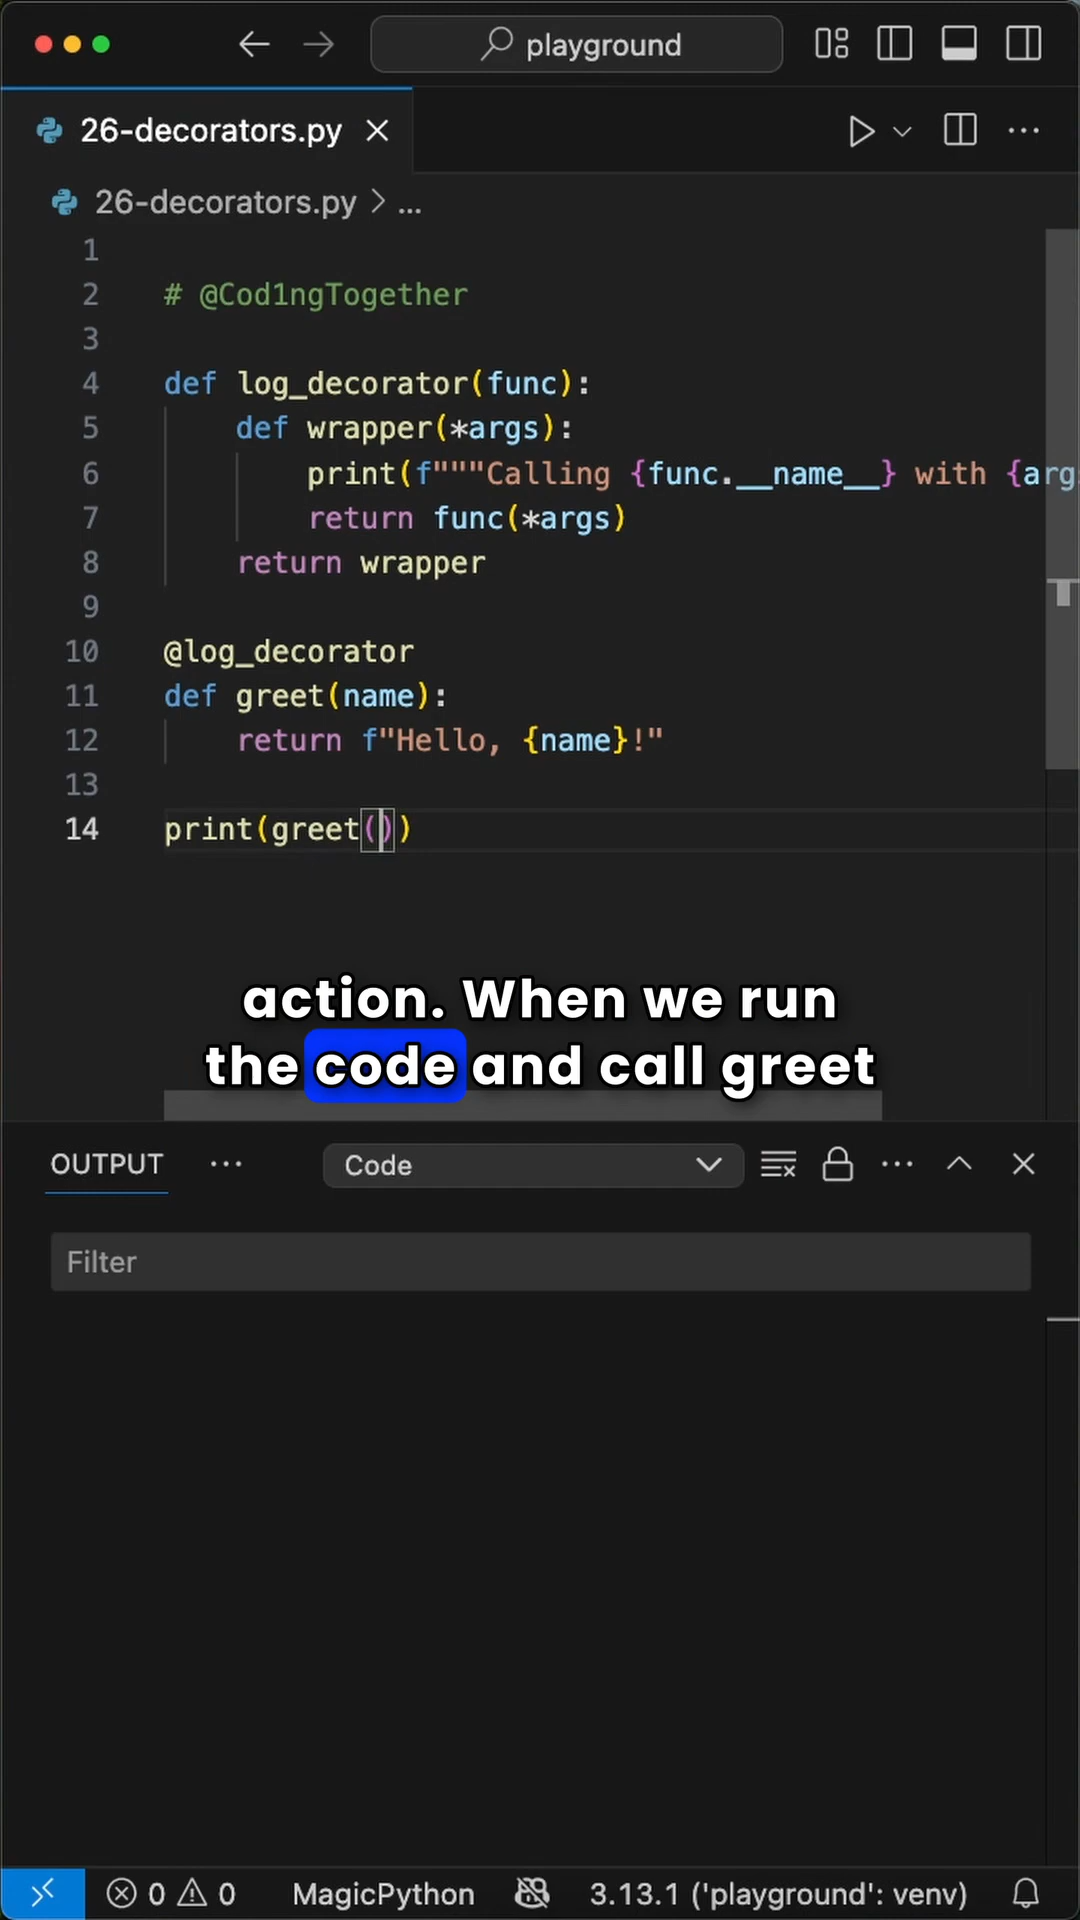 playground
26-decorators.py
26-decorators.py > ...
1
2 # @Cod1ngTogether
3
4 def log_decorator(func):
5 def wrapper(*args):
6 print(f"""Calling {func.__name__} with {arg
7 return func(*args)
8 return wrapper
9
10 @log_decorator
11 def greet(name):
12 return f"Hello, {name}!"
13
14 print(greet())
action. When we run
the code and call greet
OUTPUT ... Code
Filter
0 0 MagicPython 3.13.1 ('playground': venv)